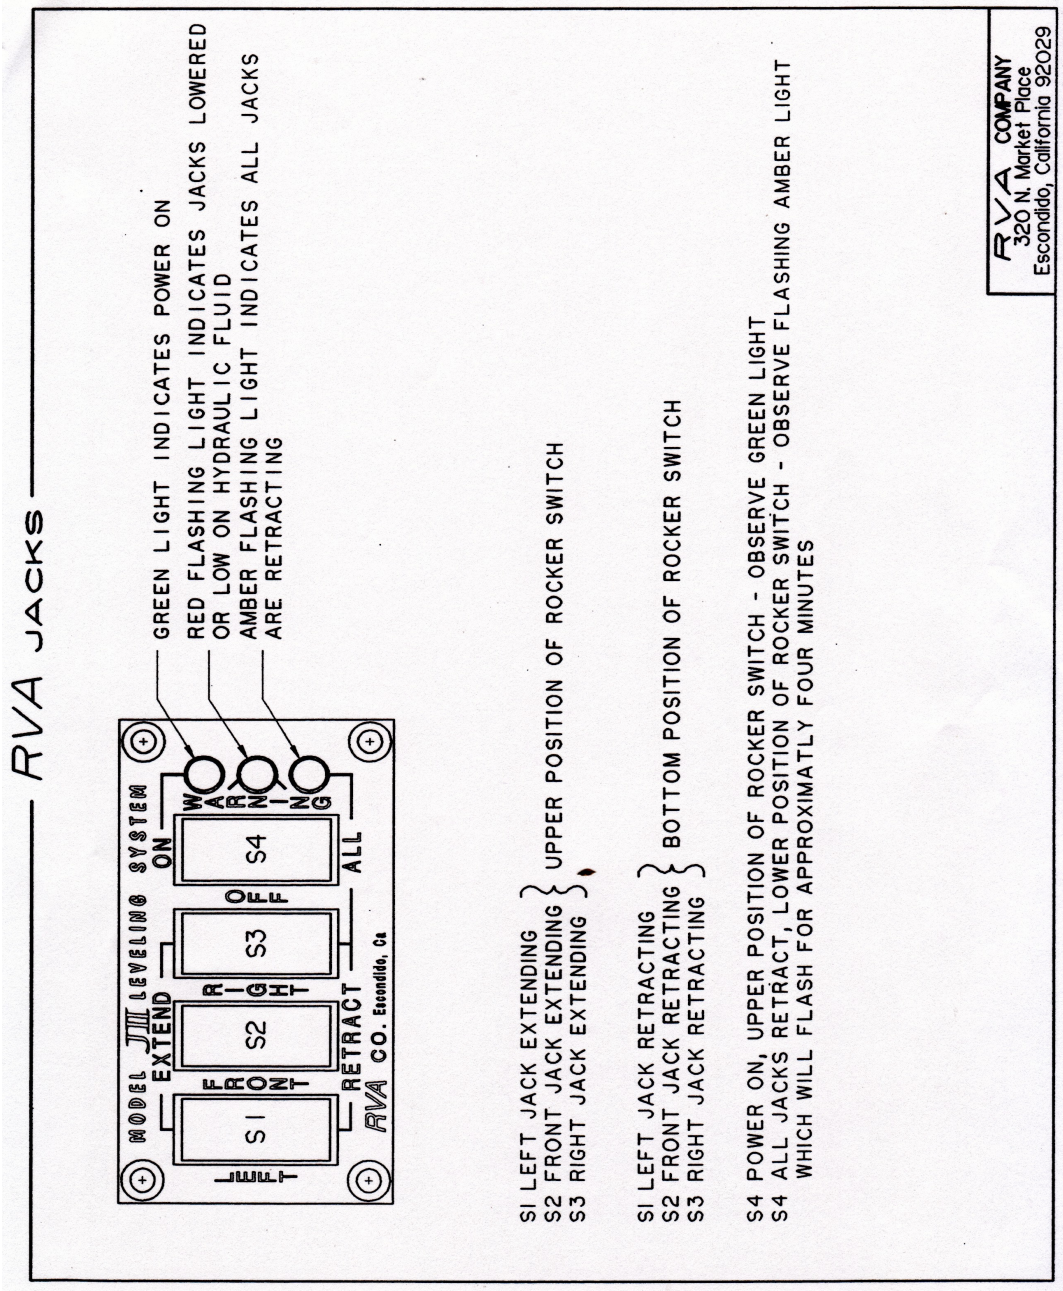 RVA JACKS
MODEL JII LEVELING SYSTEM
EXTEND
ON
LEFT
S1
FRONT
S2
RIGHT
S3
OFF
S4
WARNING
RETRACT
ALL
RVA CO. Escondido, Ca
GREEN LIGHT INDICATES POWER ON
RED FLASHING LIGHT INDICATES JACKS LOWERED
OR LOW ON HYDRAULIC FLUID
AMBER FLASHING LIGHT INDICATES ALL JACKS
ARE RETRACTING
S1 LEFT JACK EXTENDING
S2 FRONT JACK EXTENDING } UPPER POSITION OF ROCKER SWITCH
S3 RIGHT JACK EXTENDING
S1 LEFT JACK RETRACTING
S2 FRONT JACK RETRACTING } BOTTOM POSITION OF ROCKER SWITCH
S3 RIGHT JACK RETRACTING
S4 POWER ON, UPPER POSITION OF ROCKER SWITCH - OBSERVE GREEN LIGHT
S4 ALL JACKS RETRACT, LOWER POSITION OF ROCKER SWITCH - OBSERVE FLASHING AMBER LIGHT
WHICH WILL FLASH FOR APPROXIMATLY FOUR MINUTES
RVA COMPANY
320 N. Market Place
Escondido, California 92029